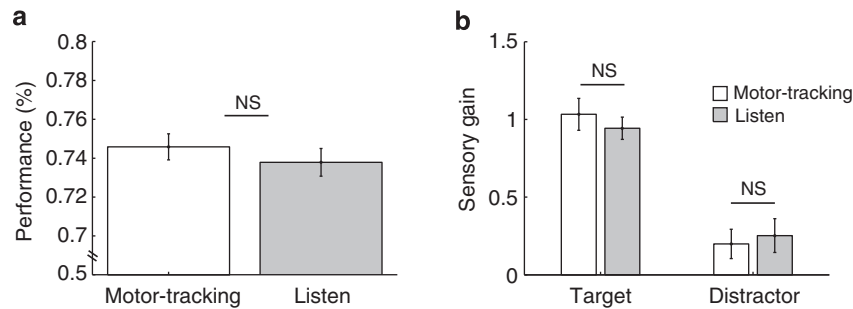 a
Performance (%)
0.8
0.78
0.76
0.74
0.72
0.7
0.5
NS
Motor-tracking
Listen
b
Sensory gain
1.5
1
0.5
0
NS
NS
Motor-tracking
Listen
Target
Distractor